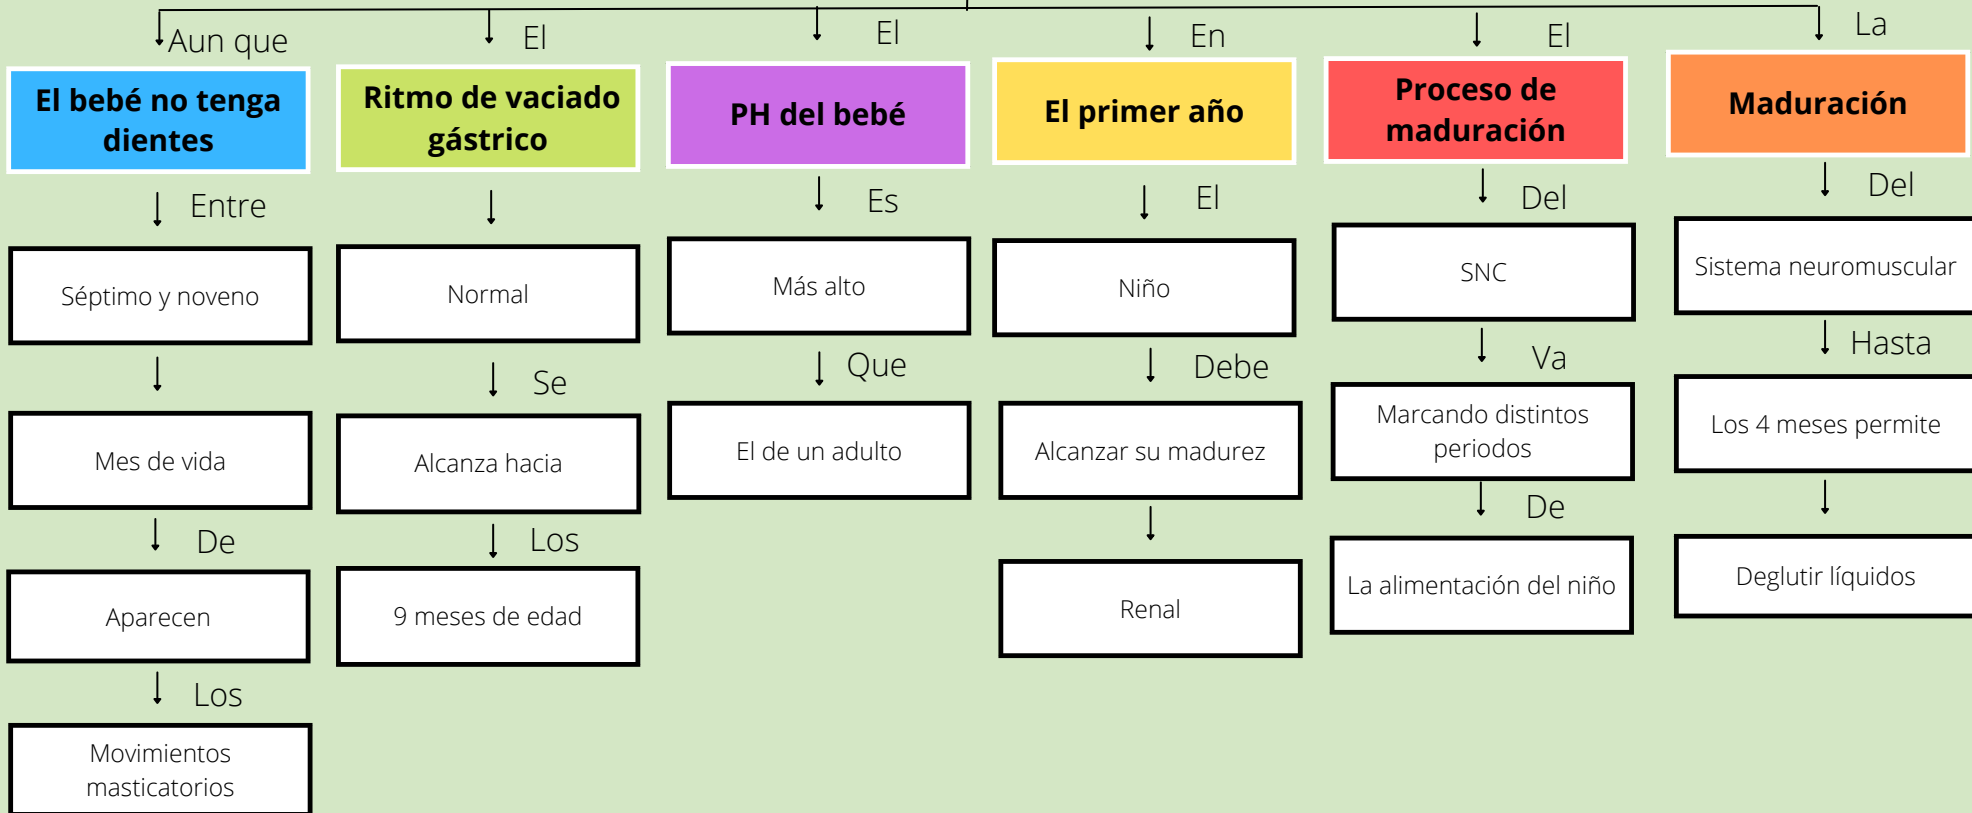 Aun que
El bebé no tenga
dientes
Entre
Séptimo y noveno
Mes de vida
De
Aparecen
Los
Movimientos
masticatorios
El
Ritmo de vaciado
gástrico
Normal
Se
Alcanza hacia
Los
9 meses de edad
El
PH del bebé
Es
Más alto
Que
El de un adulto
En
El primer año
El
Niño
Debe
Alcanzar su madurez
Renal
El
Proceso de
maduración
Del
SNC
Va
Marcando distintos
periodos
De
La alimentación del niño
La
Maduración
Del
Sistema neuromuscular
Hasta
Los 4 meses permite
Deglutir líquidos